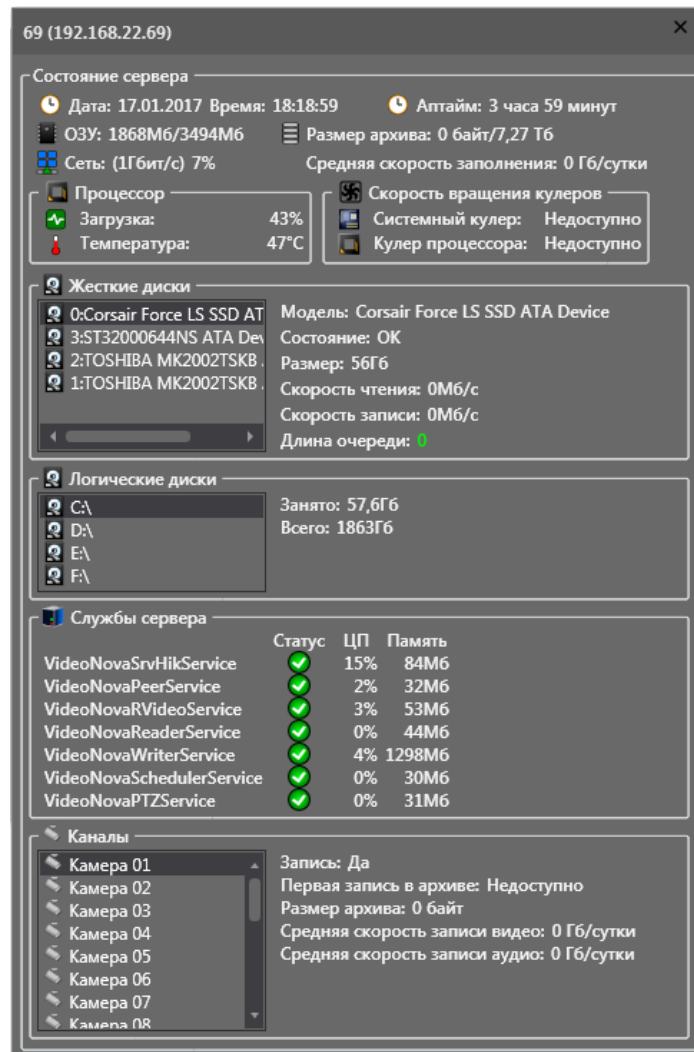 69 (192.168.22.69)
Состояние сервера
Дата: 17.01.2017 Время: 18:18:59 Аптайм: 3 часа 59 минут
ОЗУ: 1868Мб/3494Мб Размер архива: 0 байт/7,27 Тб
Сеть: (1Гбит/с) 7% Средняя скорость заполнения: 0 Гб/сутки
Процессор Скорость вращения кулеров
Загрузка: 43% Системный кулер: Недоступно
Температура: 47°C Кулер процессора: Недоступно
Жесткие диски
0:Corsair Force LS SSD AT
3:ST32000644NS ATA Dev
2:TOSHIBA MK2002TSKB
1:TOSHIBA MK2002TSKB
Модель: Corsair Force LS SSD ATA Device
Состояние: ОК
Размер: 56Гб
Скорость чтения: 0Мб/с
Скорость записи: 0Мб/с
Длина очереди: 0
Логические диски
C:\
D:\
E:\
F:\
Занято: 57,6Гб
Всего: 1863Гб
Службы сервера
Статус ЦП Память
VideoNovaSrvHikService 15% 84Мб
VideoNovaPeerService 2% 32Мб
VideoNovaRVideoService 3% 53Мб
VideoNovaReaderService 0% 44Мб
VideoNovaWriterService 4% 1298Мб
VideoNovaSchedulerService 0% 30Мб
VideoNovaPTZService 0% 31Мб
Каналы
Камера 01
Камера 02
Камера 03
Камера 04
Камера 05
Камера 06
Камера 07
Камера 08
Запись: Да
Первая запись в архиве: Недоступно
Размер архива: 0 байт
Средняя скорость записи видео: 0 Гб/сутки
Средняя скорость записи аудио: 0 Гб/сутки